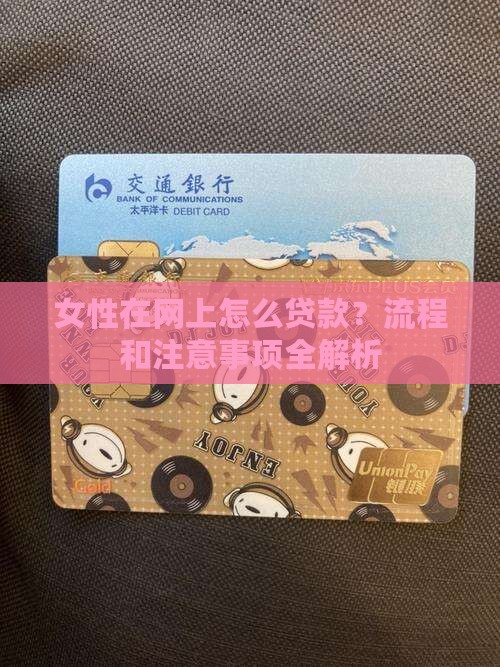 交通銀行
BANK OF COMMUNICATIONS
太平洋卡 DEBIT CARD
女性在网上怎么贷款？流程
和注意事项全解析
ENJOY
UnionPay
银联
Gold